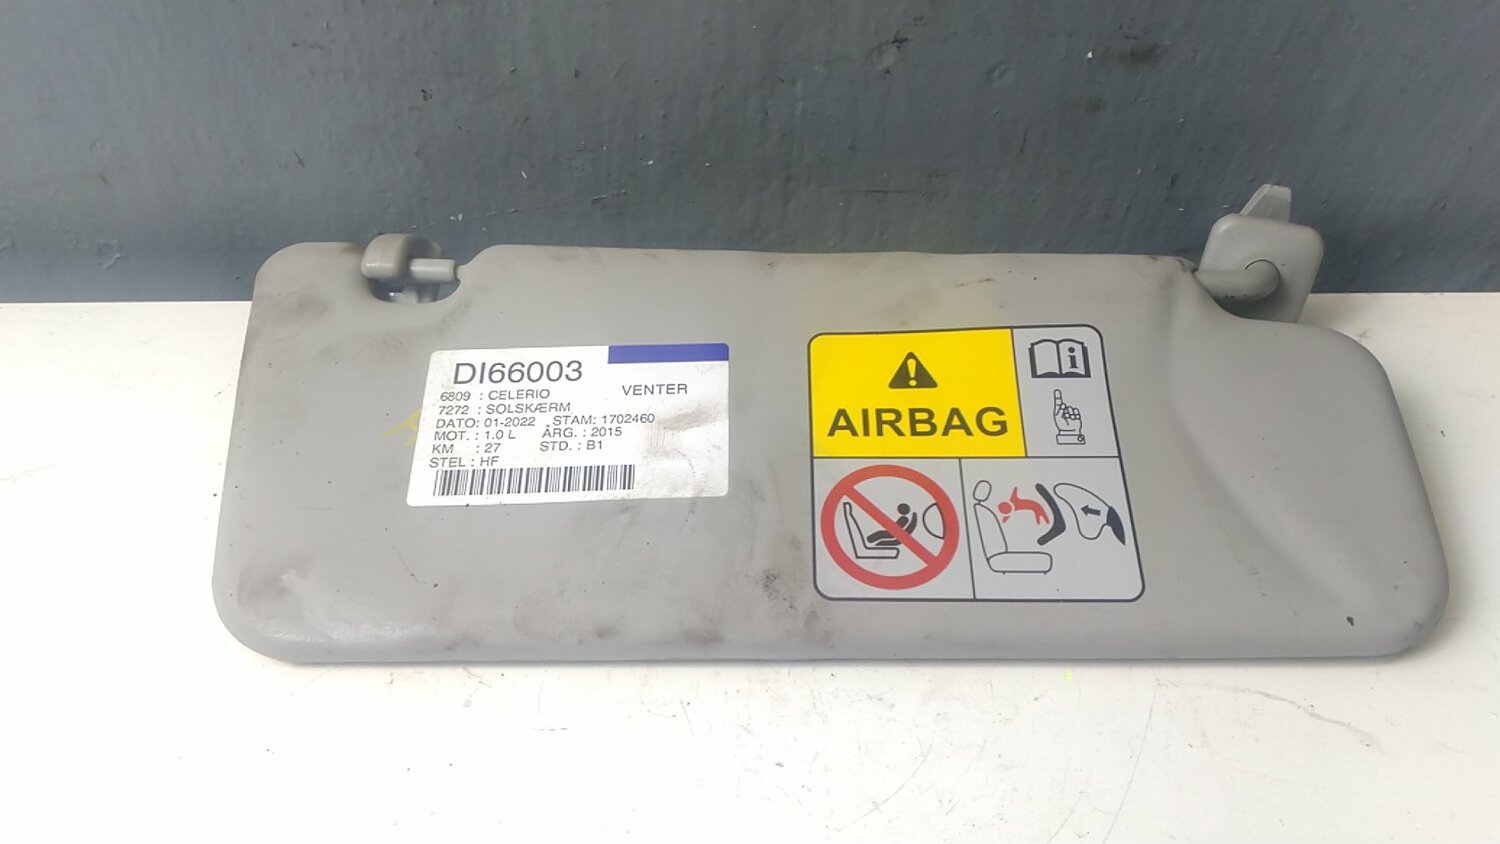 DI66003
VENTER
6809 : CELERIO
7272 : SOLSKÆRM
DATO: 01-2022 STAM: 1702460
MOT. : 1.0 L ÅRG. : 2015
KM : 27 STD. : B1
STEL : HF
AIRBAG